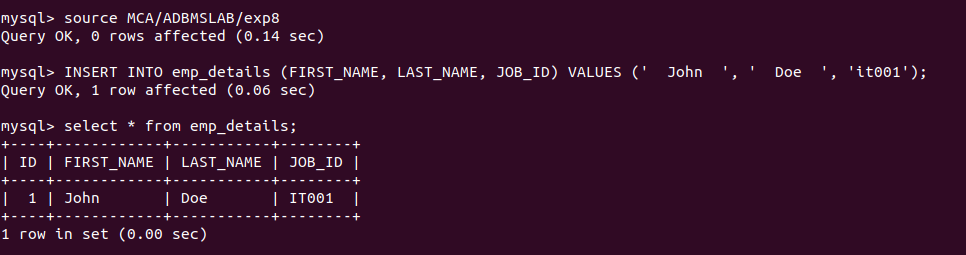 mysql> source MCA/ADBMSLAB/exp8
Query OK, 0 rows affected (0.14 sec)

mysql> INSERT INTO emp_details (FIRST_NAME, LAST_NAME, JOB_ID) VALUES ('  John  ', '  Doe  ', 'it001');
Query OK, 1 row affected (0.06 sec)

mysql> select * from emp_details;
+----+------------+-----------+--------+
| ID | FIRST_NAME | LAST_NAME | JOB_ID |
+----+------------+-----------+--------+
|  1 | John       | Doe       | IT001  |
+----+------------+-----------+--------+
1 row in set (0.00 sec)